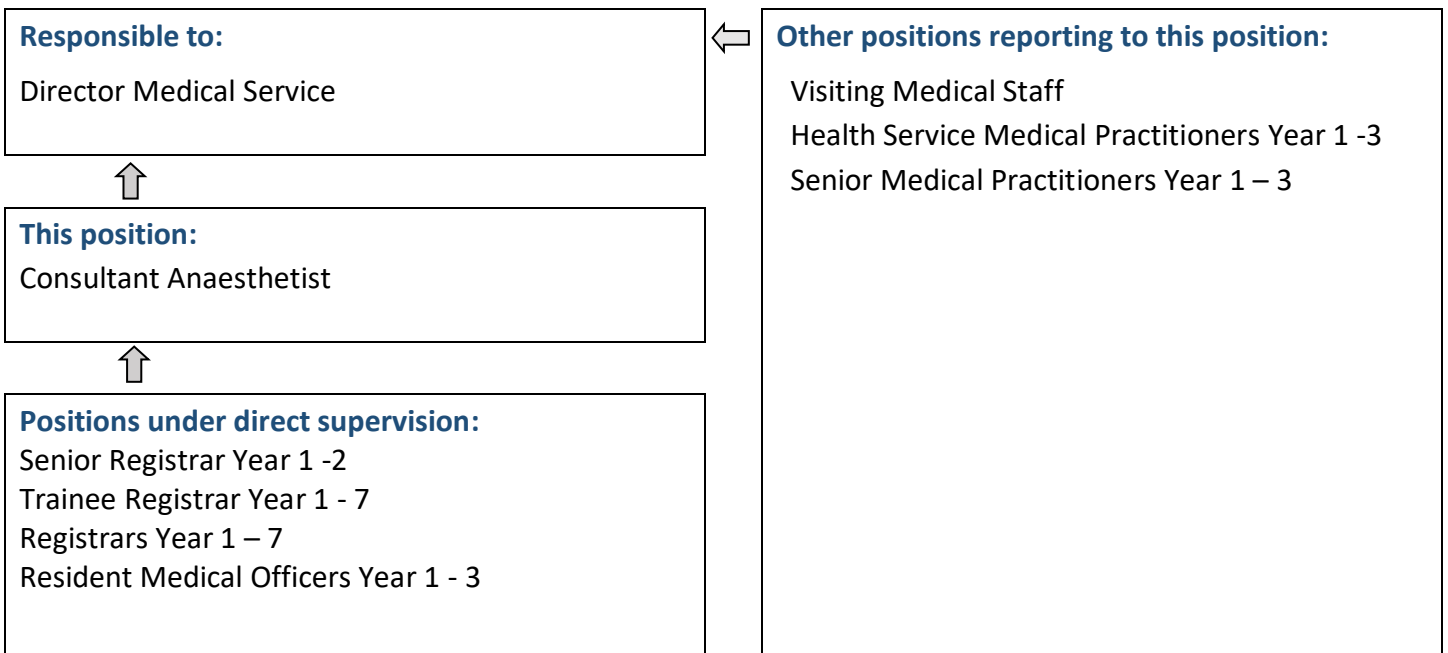 Responsible to:
Director Medical Service
This position:
Consultant Anaesthetist
Positions under direct supervision:
Senior Registrar Year 1 -2
Trainee Registrar Year 1 - 7
Registrars Year 1 – 7
Resident Medical Officers Year 1 - 3
Other positions reporting to this position:
Visiting Medical Staff
Health Service Medical Practitioners Year 1 -3
Senior Medical Practitioners Year 1 – 3